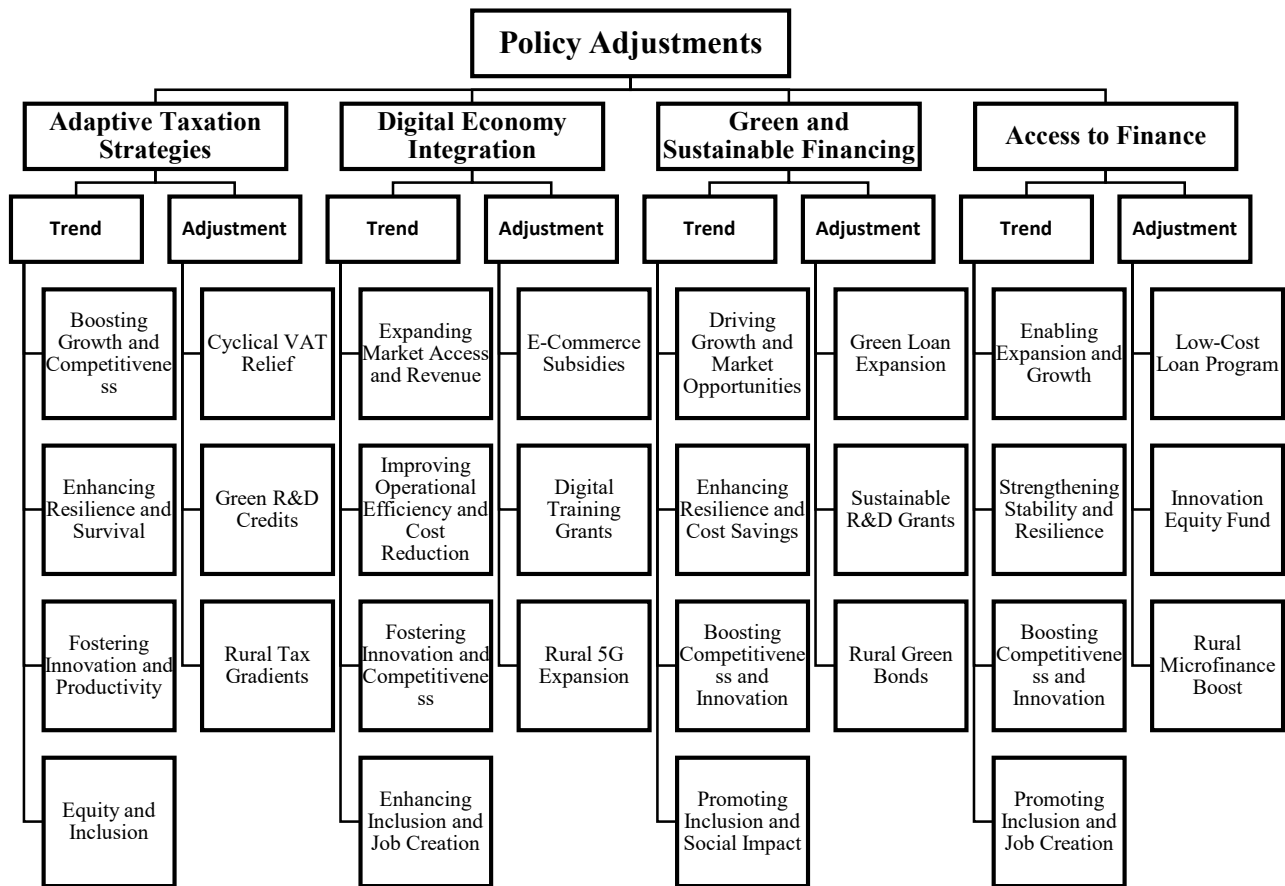 Policy Adjustments
Adaptive Taxation
Strategies
Digital Economy
Integration
Green and
Sustainable Financing
Access to Finance
Trend
Adjustment
Trend
Adjustment
Trend
Adjustment
Trend
Adjustment
Boosting
Growth and
Competitivene
ss
Cyclical VAT
Relief
Expanding
Market Access
and Revenue
E-Commerce
Subsidies
Driving
Growth and
Market
Opportunities
Green Loan
Expansion
Enabling
Expansion and
Growth
Low-Cost
Loan Program
Enhancing
Resilience and
Survival
Green R&D
Credits
Improving
Operational
Efficiency and
Cost
Reduction
Digital
Training
Grants
Enhancing
Resilience and
Cost Savings
Sustainable
R&D Grants
Strengthening
Stability and
Resilience
Innovation
Equity Fund
Fostering
Innovation and
Productivity
Rural Tax
Gradients
Fostering
Innovation and
Competitivene
ss
Rural 5G
Expansion
Boosting
Competitivene
ss and
Innovation
Rural Green
Bonds
Boosting
Competitivene
ss and
Innovation
Rural
Microfinance
Boost
Equity and
Inclusion
Enhancing
Inclusion and
Job Creation
Promoting
Inclusion and
Social Impact
Promoting
Inclusion and
Job Creation